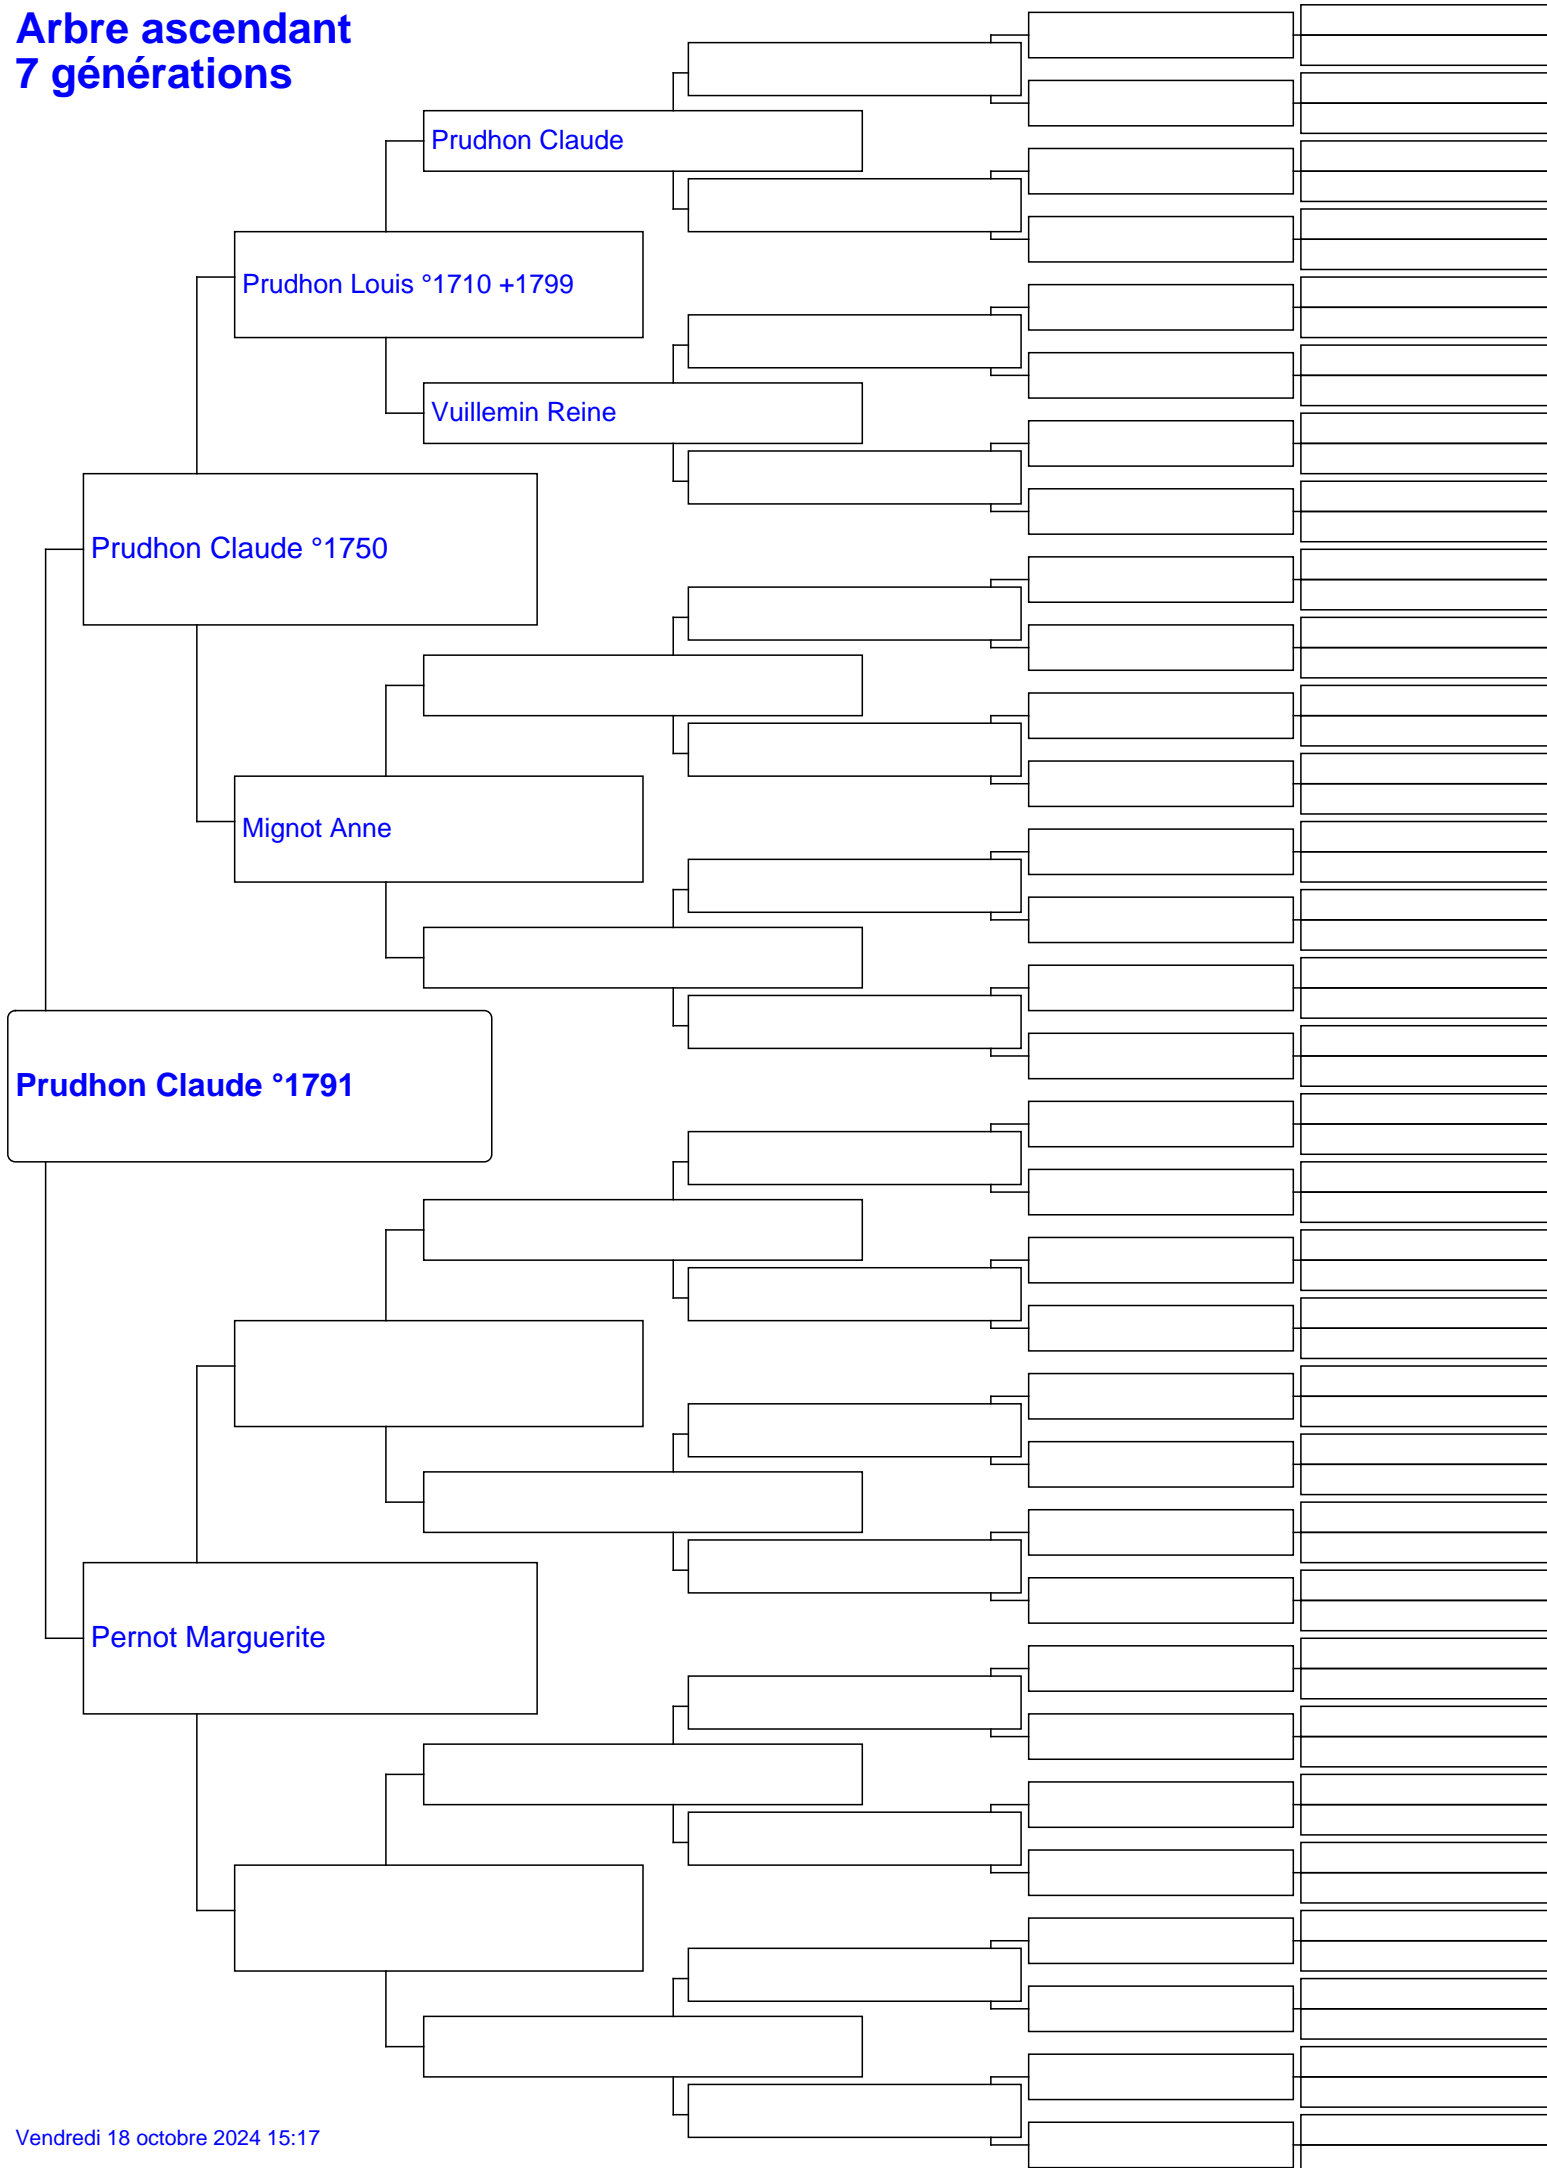 Arbre ascendant
7 générations
Prudhon Claude
Prudhon Louis °1710 +1799
Vuillemin Reine
Prudhon Claude °1750
Mignot Anne
Prudhon Claude °1791
Pernot Marguerite
Vendredi 18 octobre 2024 15:17